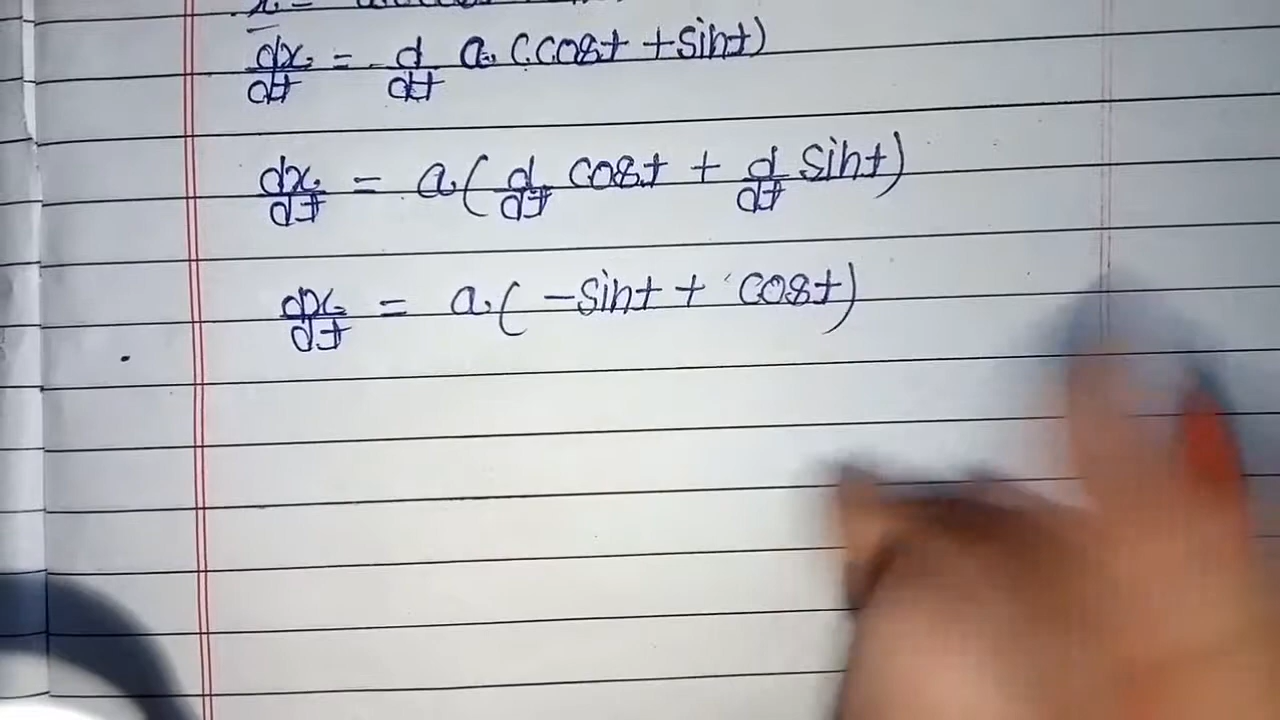 x =
dx/dt = d/dt a (cost + sint)
dx/dt = a( d/dt cost + d/dt sint)
dx/dt = a( -sint + cost)